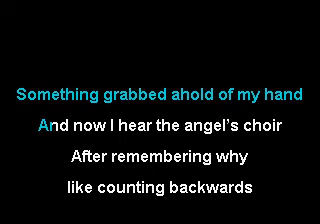 Something grabbed ahold of my hand
And now I hear the angel's choir
After remembering why
like counting backwards